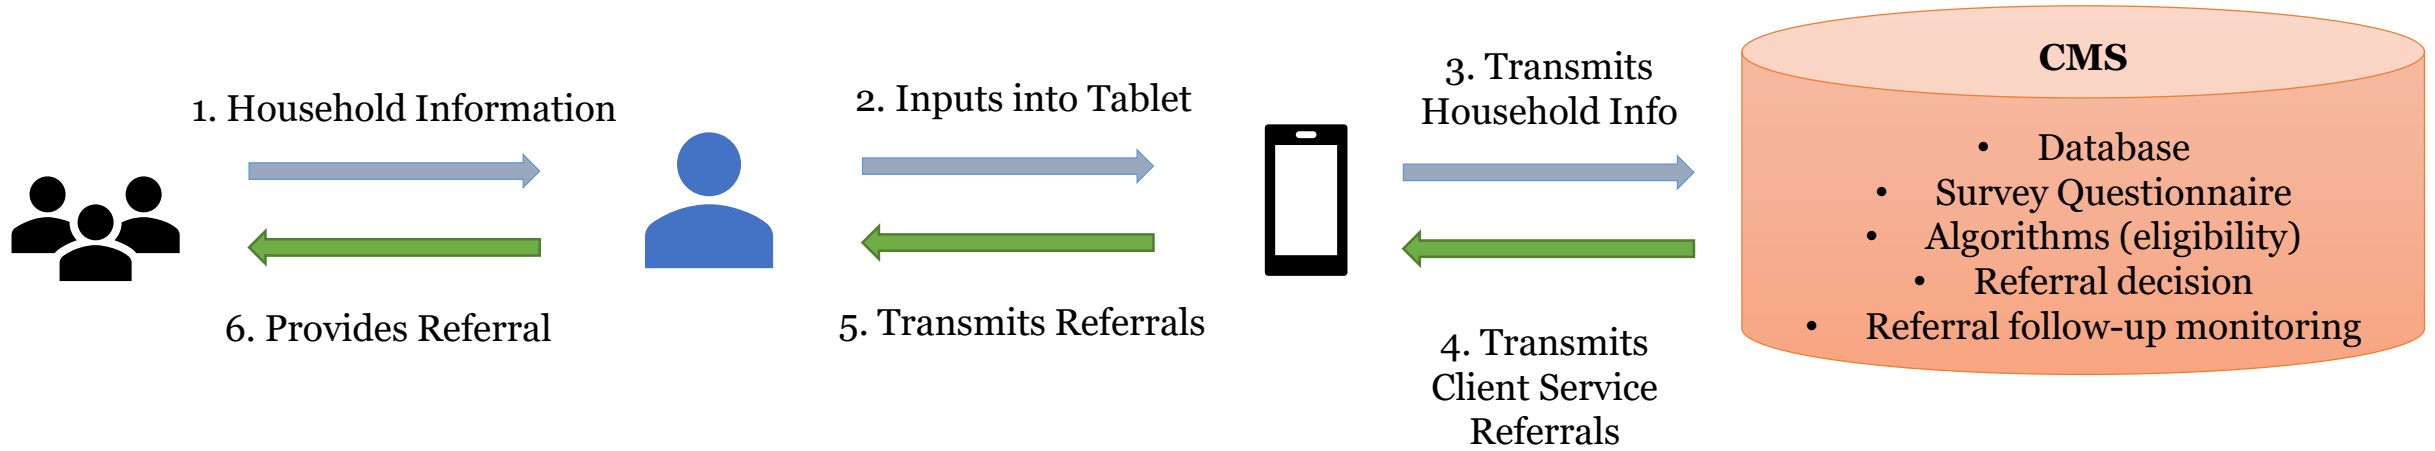 1. Household Information
2. Inputs into Tablet
3. Transmits
Household Info
CMS
• Database
• Survey Questionnaire
• Algorithms (eligibility)
• Referral decision
• Referral follow-up monitoring
6. Provides Referral
5. Transmits Referrals
4. Transmits
Client Service
Referrals